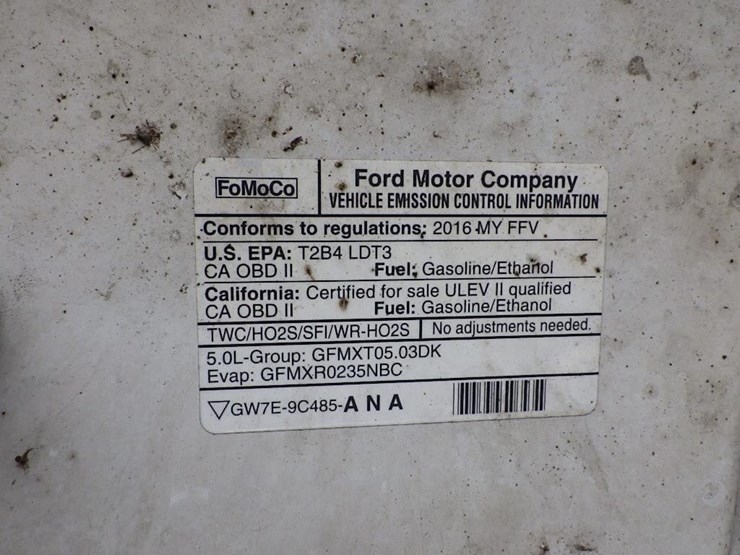 FoMoCo
Ford Motor Company
VEHICLE EMISSION CONTROL INFORMATION
Conforms to regulations: 2016 MY FFV
U.S. EPA: T2B4 LDT3
CA OBD II Fuel: Gasoline/Ethanol
California: Certified for sale ULEV II qualified
CA OBD II Fuel: Gasoline/Ethanol
TWC/HO2S/SFI/WR-HO2S No adjustments needed.
5.0L-Group: GFMXT05.03DK
Evap: GFMXR0235NBC
GW7E-9C485-A N A